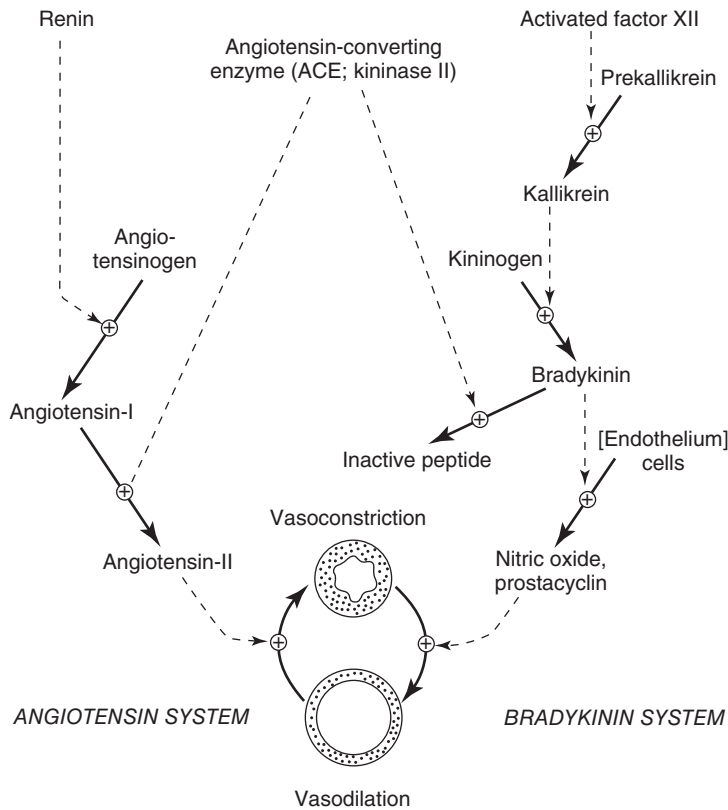 Renin
Angiotensin-converting
enzyme (ACE; kininase II)
Activated factor XII
Prekallikrein
Kallikrein
Angio-
tensinogen
Kininogen
Bradykinin
Angiotensin-I
Inactive peptide
[Endothelium]
cells
Vasoconstriction
Angiotensin-II
Nitric oxide,
prostacyclin
ANGIOTENSIN SYSTEM
BRADYKININ SYSTEM
Vasodilation